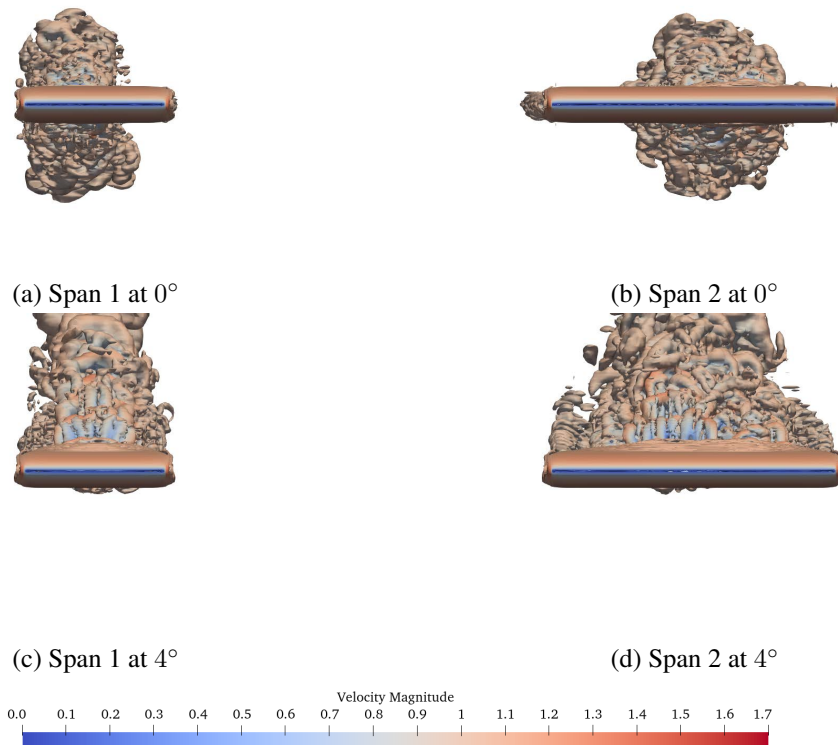 (a) Span 1 at 0° (b) Span 2 at 0°
(c) Span 1 at 4° (d) Span 2 at 4°
Velocity Magnitude
0.0 0.1 0.2 0.3 0.4 0.5 0.6 0.7 0.8 0.9 1 1.1 1.2 1.3 1.4 1.5 1.6 1.7